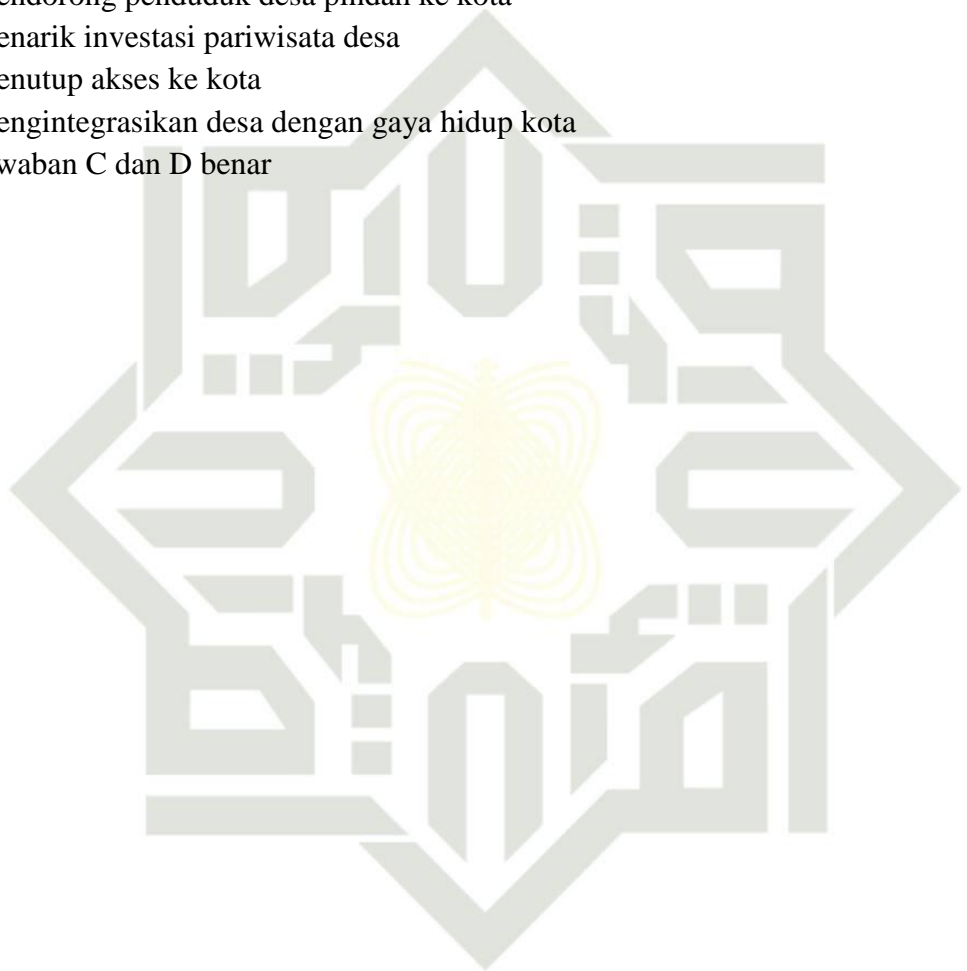 endorong penduduk desa pindah ke kota
enarik investasi pariwisata desa
enutup akses ke kota
engintegrasikan desa dengan gaya hidup kota
waban C dan D benar